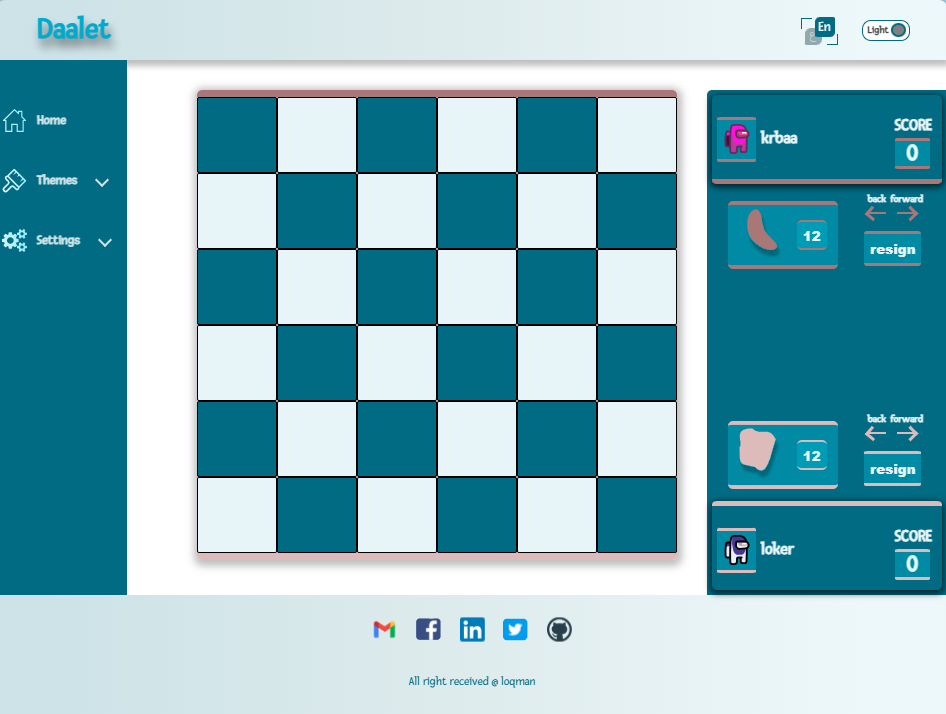 Daalet
En
Light
Home
Themes
Settings
krbaa
SCORE
0
back forward
12
resign
back forward
12
resign
loker
SCORE
0
All right received @ loqman